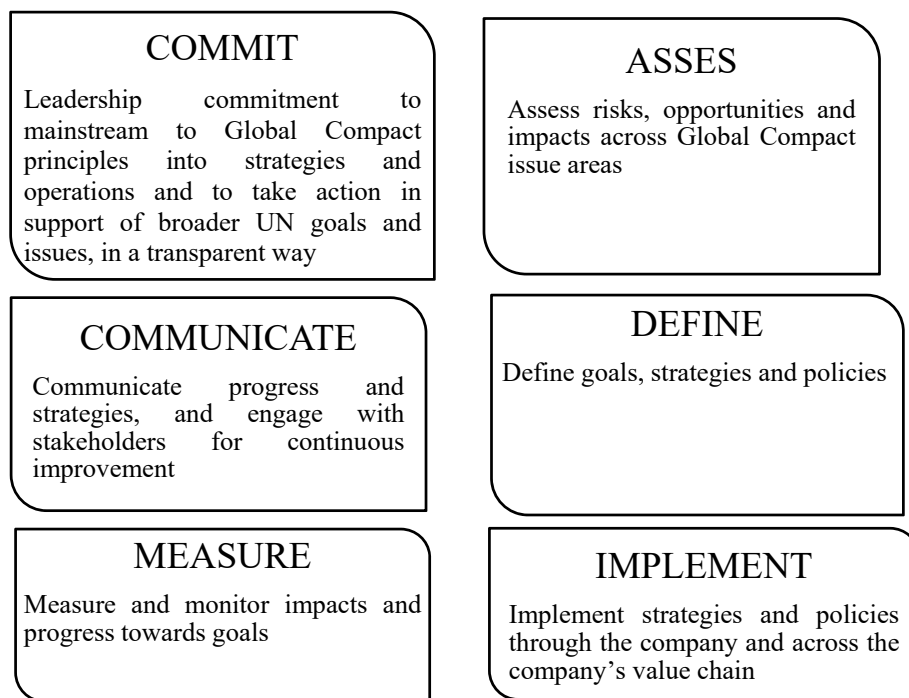 COMMIT
Leadership commitment to
mainstream to Global Compact
principles into strategies and
operations and to take action in
support of broader UN goals and
issues, in a transparent way
ASSES
Assess risks, opportunities and
impacts across Global Compact
issue areas
COMMUNICATE
Communicate progress and
strategies, and engage with
stakeholders for continuous
improvement
DEFINE
Define goals, strategies and policies
MEASURE
Measure and monitor impacts and
progress towards goals
IMPLEMENT
Implement strategies and policies
through the company and across the
company’s value chain